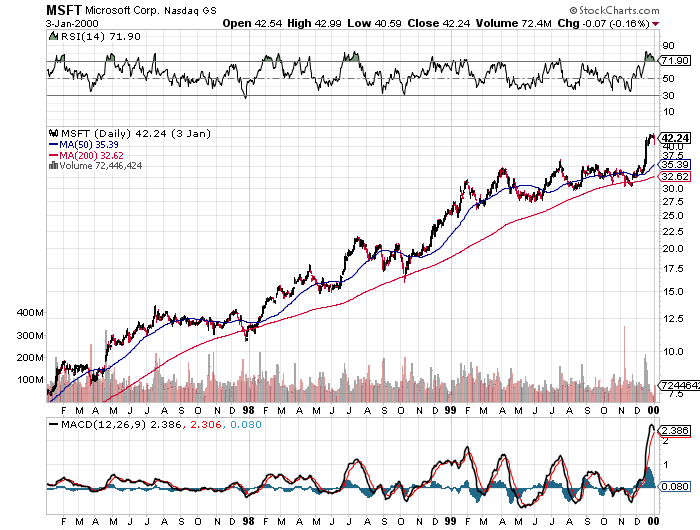 MSFT Microsoft Corp. Nasdaq GS © StockCharts.com
3-Jan-2000 Open 42.54 High 42.99 Low 40.59 Close 42.24 Volume 72.4M Chg -0.07 (-0.16%)
RSI(14) 71.90
90
71.90
50
30
10
MSFT (Daily) 42.24 (3 Jan)
MA(50) 35.39
MA(200) 32.62
Volume 72,446,424
42.24
40.0
37.5
35.39
32.62
30.0
27.5
25.0
22.5
20.0
17.5
15.0
12.5
10.0
7.5
400M
300M
200M
100M
7244642
F M A M J J A S O N D 98 F M A M J J A S O N D 99 F M A M J J A S O N D 00
MACD(12,26,9) 2.386, 2.306, 0.080
2.386
2
1
0.080
F M A M J J A S O N D 98 F M A M J J A S O N D 99 F M A M J J A S O N D 00